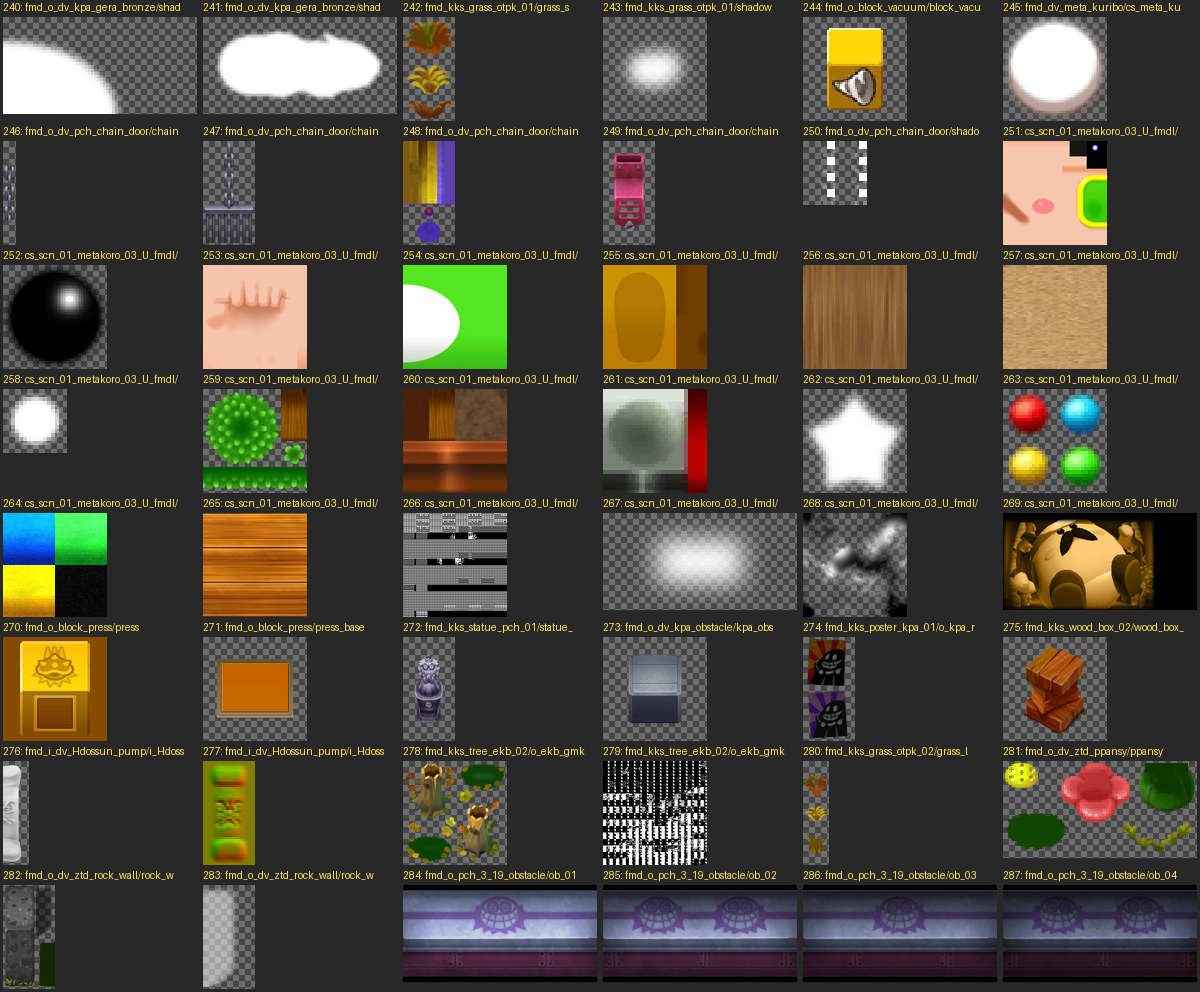 240: fmd_o_dv_kpa_gera_bronze/shad
241: fmd_o_dv_kpa_gera_bronze/shad
242: fmd_kks_grass_otpk_01/grass_s
243: fmd_kks_grass_otpk_01/shadow
244: fmd_o_block_vacuum/block_vacu
245: fmd_dv_meta_kuribo/cs_meta_ku
246: fmd_o_dv_pch_chain_door/chain
247: fmd_o_dv_pch_chain_door/chain
248: fmd_o_dv_pch_chain_door/chain
249: fmd_o_dv_pch_chain_door/chain
250: fmd_o_dv_pch_chain_door/shado
251: cs_scn_01_metakoro_03_U_fmdl/
252: cs_scn_01_metakoro_03_U_fmdl/
253: cs_scn_01_metakoro_03_U_fmdl/
254: cs_scn_01_metakoro_03_U_fmdl/
255: cs_scn_01_metakoro_03_U_fmdl/
256: cs_scn_01_metakoro_03_U_fmdl/
257: cs_scn_01_metakoro_03_U_fmdl/
258: cs_scn_01_metakoro_03_U_fmdl/
259: cs_scn_01_metakoro_03_U_fmdl/
260: cs_scn_01_metakoro_03_U_fmdl/
261: cs_scn_01_metakoro_03_U_fmdl/
262: cs_scn_01_metakoro_03_U_fmdl/
263: cs_scn_01_metakoro_03_U_fmdl/
264: cs_scn_01_metakoro_03_U_fmdl/
265: cs_scn_01_metakoro_03_U_fmdl/
266: cs_scn_01_metakoro_03_U_fmdl/
267: cs_scn_01_metakoro_03_U_fmdl/
268: cs_scn_01_metakoro_03_U_fmdl/
269: cs_scn_01_metakoro_03_U_fmdl/
270: fmd_o_block_press/press
271: fmd_o_block_press/press_base
272: fmd_kks_statue_pch_01/statue_
273: fmd_o_dv_kpa_obstacle/kpa_obs
274: fmd_kks_poster_kpa_01/o_kpa_r
275: fmd_kks_wood_box_02/wood_box_
276: fmd_i_dv_Hdossun_pump/i_Hdoss
277: fmd_i_dv_Hdossun_pump/i_Hdoss
278: fmd_kks_tree_ekb_02/o_ekb_gmk
279: fmd_kks_tree_ekb_02/o_ekb_gmk
280: fmd_kks_grass_otpk_02/grass_l
281: fmd_o_dv_ztd_ppansy/ppansy
282: fmd_o_dv_ztd_rock_wall/rock_w
283: fmd_o_dv_ztd_rock_wall/rock_w
284: fmd_o_pch_3_19_obstacle/ob_01
285: fmd_o_pch_3_19_obstacle/ob_02
286: fmd_o_pch_3_19_obstacle/ob_03
287: fmd_o_pch_3_19_obstacle/ob_04